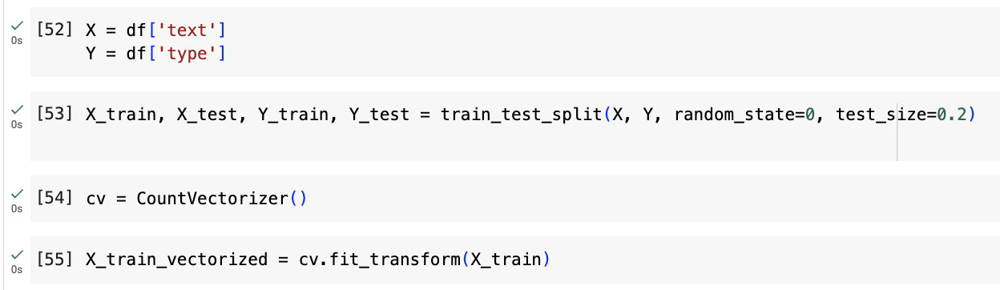 [52] X = df['text']
0s
Y = df['type']
[53] X_train, X_test, Y_train, Y_test = train_test_split(X, Y, random_state=0, test_size=0.2)
0s
[54] cv = CountVectorizer()
0s
[55] X_train_vectorized = cv.fit_transform(X_train)
0s